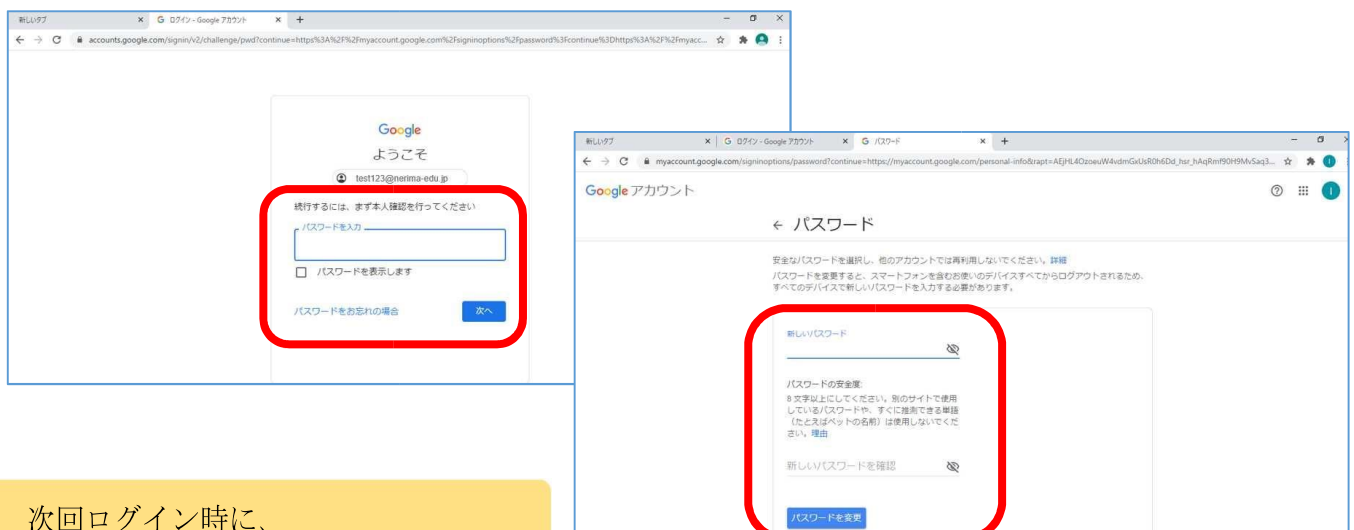 新しいタブ
ログイン - Google アカウント
accounts.google.com/signin/v2/challenge/pwd?continue=https%3A%2F%2Fmyaccount.google.com%2Fsigninoptions%2Fpassword%3Fcontinue%3Dhttps%3A%2F%2Fmyacc...
Google
ようこそ
test123@nerima-edu.jp
続行するには、まず本人確認を行ってください
パスワードを入力
パスワードを表示します
パスワードをお忘れの場合
次へ
新しいタブ
ログイン - Google アカウント
パスワード
myaccount.google.com/signinoptions/password?continue=https://myaccount.google.com/personal-info&rapt=
Google アカウント
← パスワード
安全なパスワードを選択し、他のアカウントでは再利用しないでください。詳細
パスワードを変更すると、スマートフォンを含むお使いのデバイスすべてからログアウトされるため、
すべてのデバイスで新しいパスワードを入力する必要があります。
新しいパスワード
パスワードの安全度:
8 文字以上にしてください。別のサイトで使用
しているパスワードや、すぐに推測できる単語
(たとえばペットの名前)は使用しないでくだ
さい。理由
新しいパスワードを確認
パスワードを変更
次回ログイン時に、